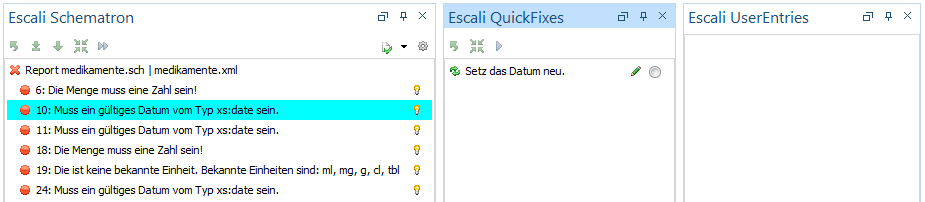 Escali Schematron
Report medikamente.sch | medikamente.xml
6: Die Menge muss eine Zahl sein!
10: Muss ein gültiges Datum vom Typ xs:date sein.
11: Muss ein gültiges Datum vom Typ xs:date sein.
18: Die Menge muss eine Zahl sein!
19: Die ist keine bekannte Einheit. Bekannte Einheiten sind: ml, mg, g, cl, tbl
24: Muss ein gültiges Datum vom Typ xs:date sein.
Escali QuickFixes
Setz das Datum neu.
Escali UserEntries